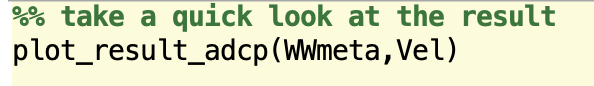 %% take a quick look at the result
plot_result_adcp(WWmeta,Vel)